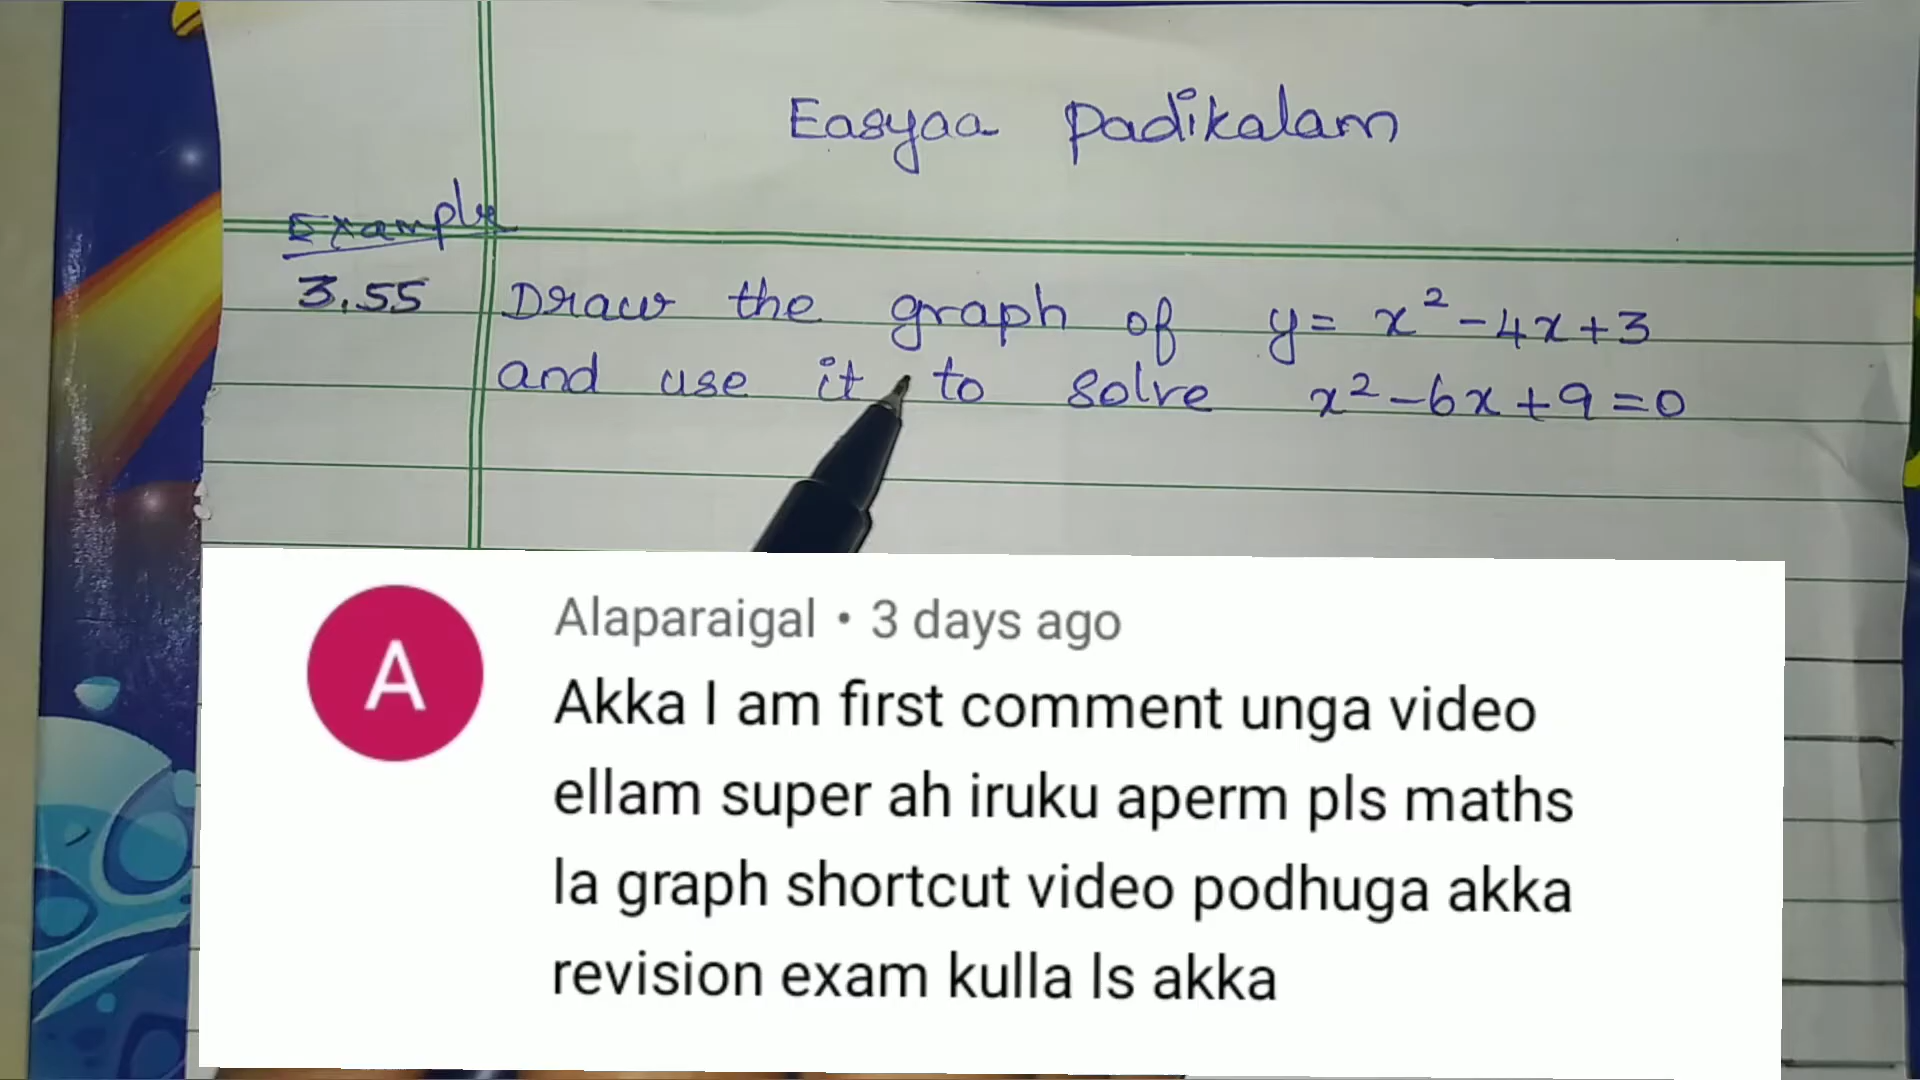 Easyaa Padikalam
Example
3.55 Draw the graph of y = x² - 4x + 3
and use it to solve x² - 6x + 9 = 0
A
Alaparaigal • 3 days ago
Akka I am first comment unga video
ellam super ah iruku aperm pls maths
la graph shortcut video podhuga akka
revision exam kulla ls akka